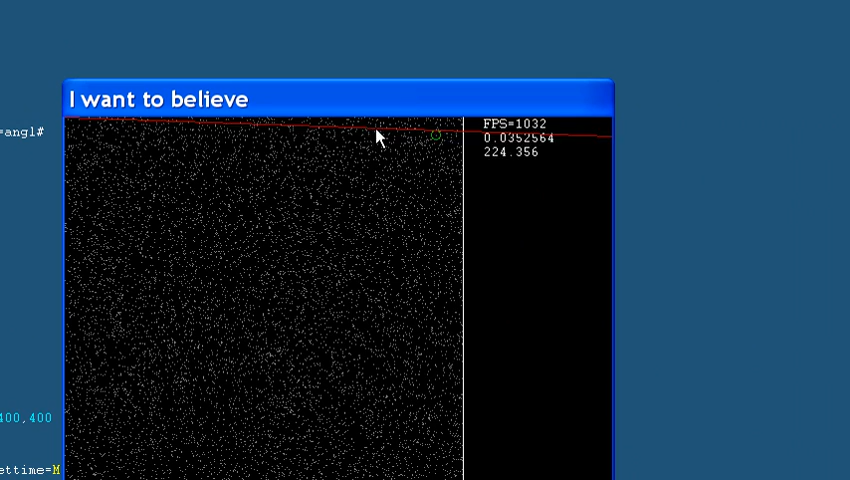 I want to believe
FPS=1032
=angl#
0.0352564
224.356
400,400
ettime=M